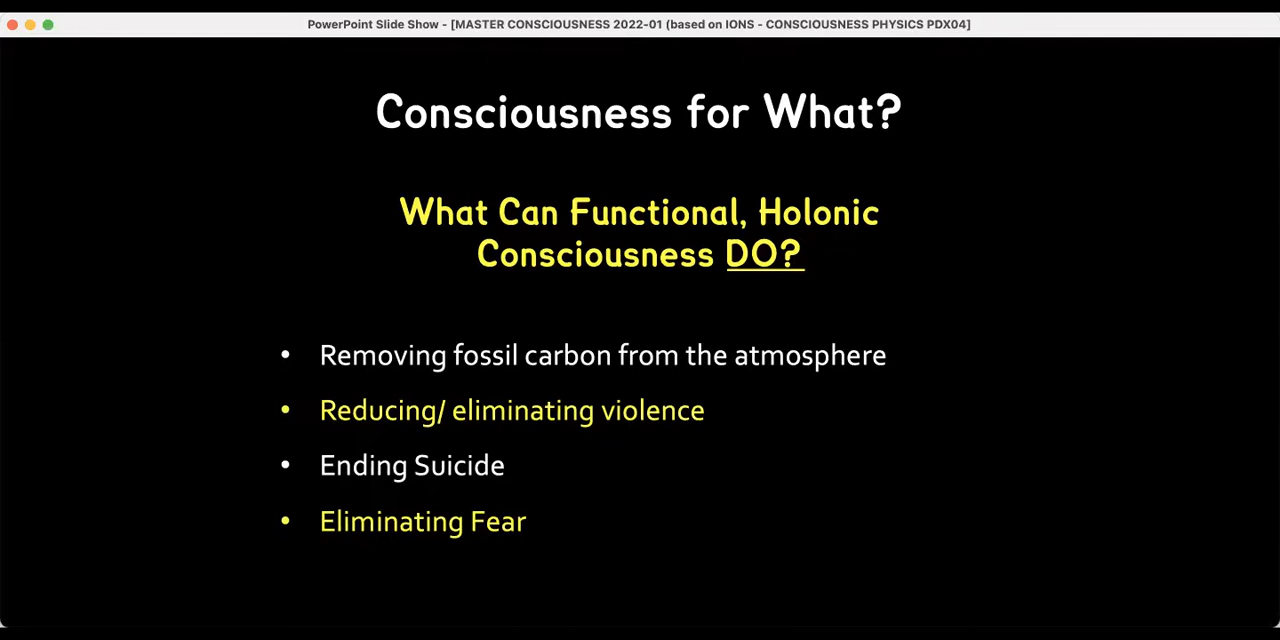 PowerPoint Slide Show - [MASTER CONSCIOUSNESS 2022-01 (based on IONS - CONSCIOUSNESS PHYSICS PDX04]
Consciousness for What?
What Can Functional, Holonic
Consciousness DO?
• Removing fossil carbon from the atmosphere
• Reducing/ eliminating violence
• Ending Suicide
• Eliminating Fear